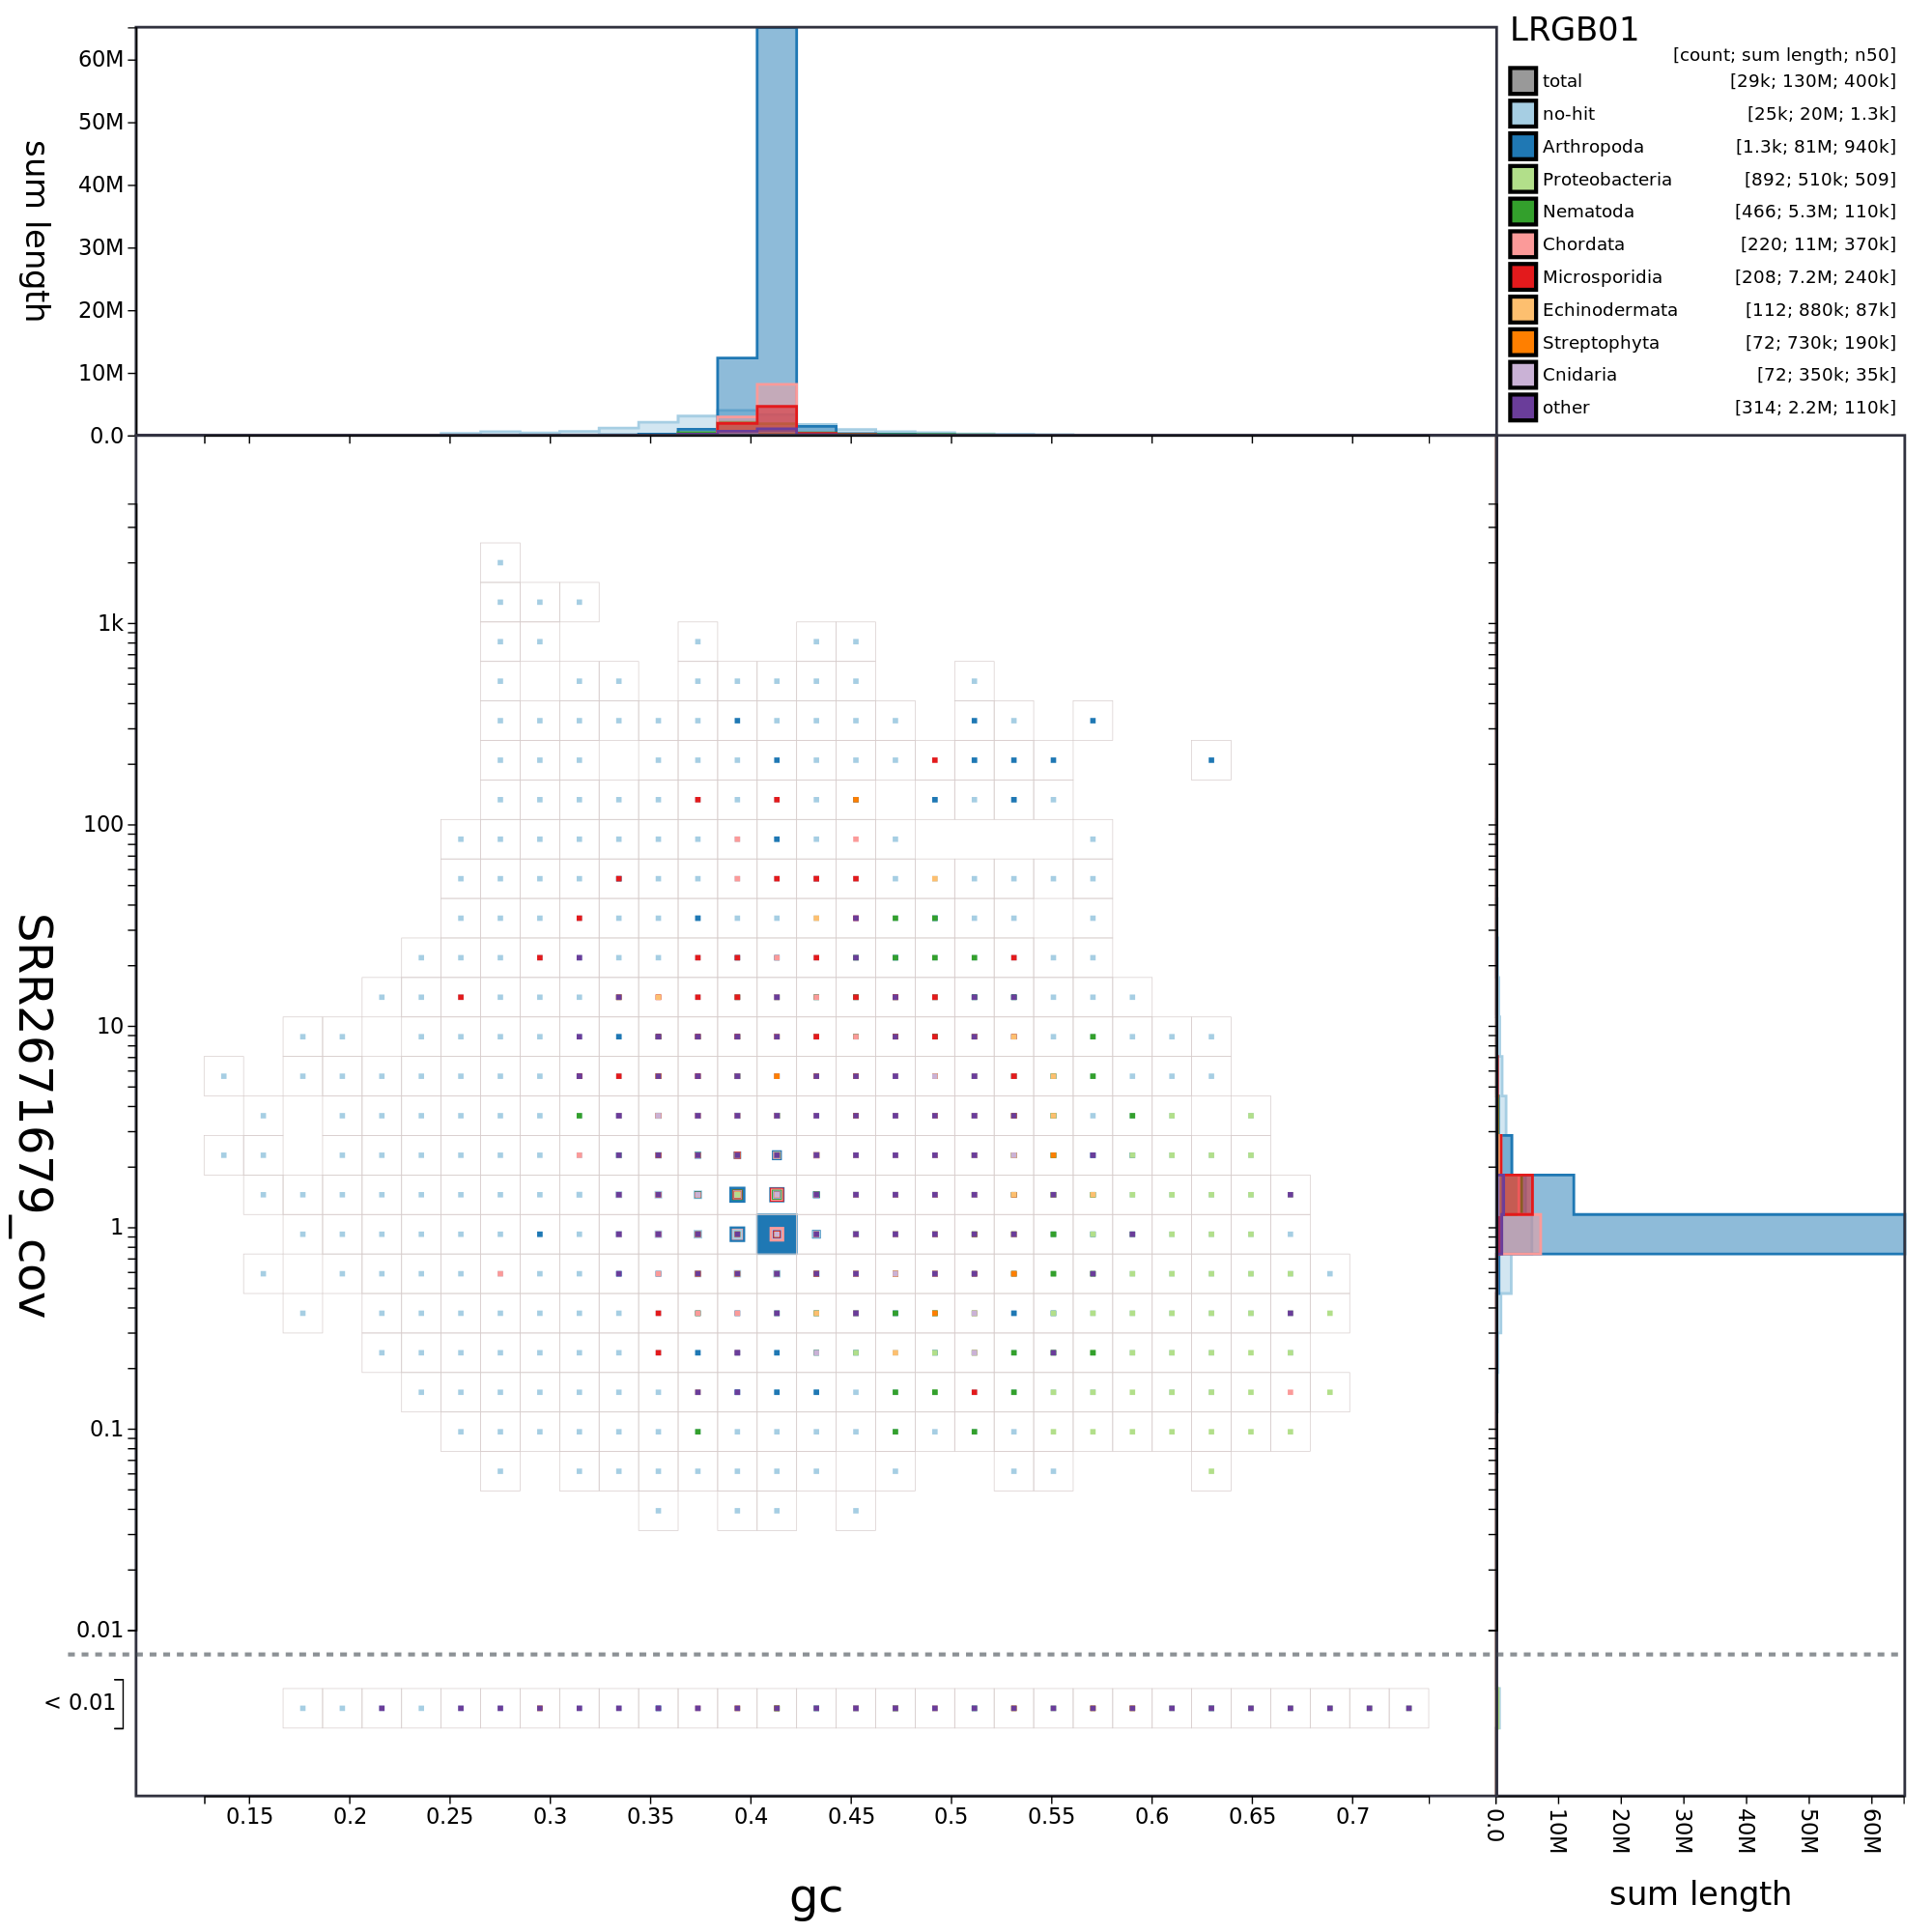 LRGB01
[count; sum length; n50]
total [29k; 130M; 400k]
no-hit [25k; 20M; 1.3k]
Arthropoda [1.3k; 81M; 940k]
Proteobacteria [892; 510k; 509]
Nematoda [466; 5.3M; 110k]
Chordata [220; 11M; 370k]
Microsporidia [208; 7.2M; 240k]
Echinodermata [112; 880k; 87k]
Streptophyta [72; 730k; 190k]
Cnidaria [72; 350k; 35k]
other [314; 2.2M; 110k]
sum length
60M
50M
40M
30M
20M
10M
0.0
SRR2671679_cov
1k
100
10
1
0.1
0.01
< 0.01
0.15 0.2 0.25 0.3 0.35 0.4 0.45 0.5 0.55 0.6 0.65 0.7
gc
0.0 10M 20M 30M 40M 50M 60M
sum length